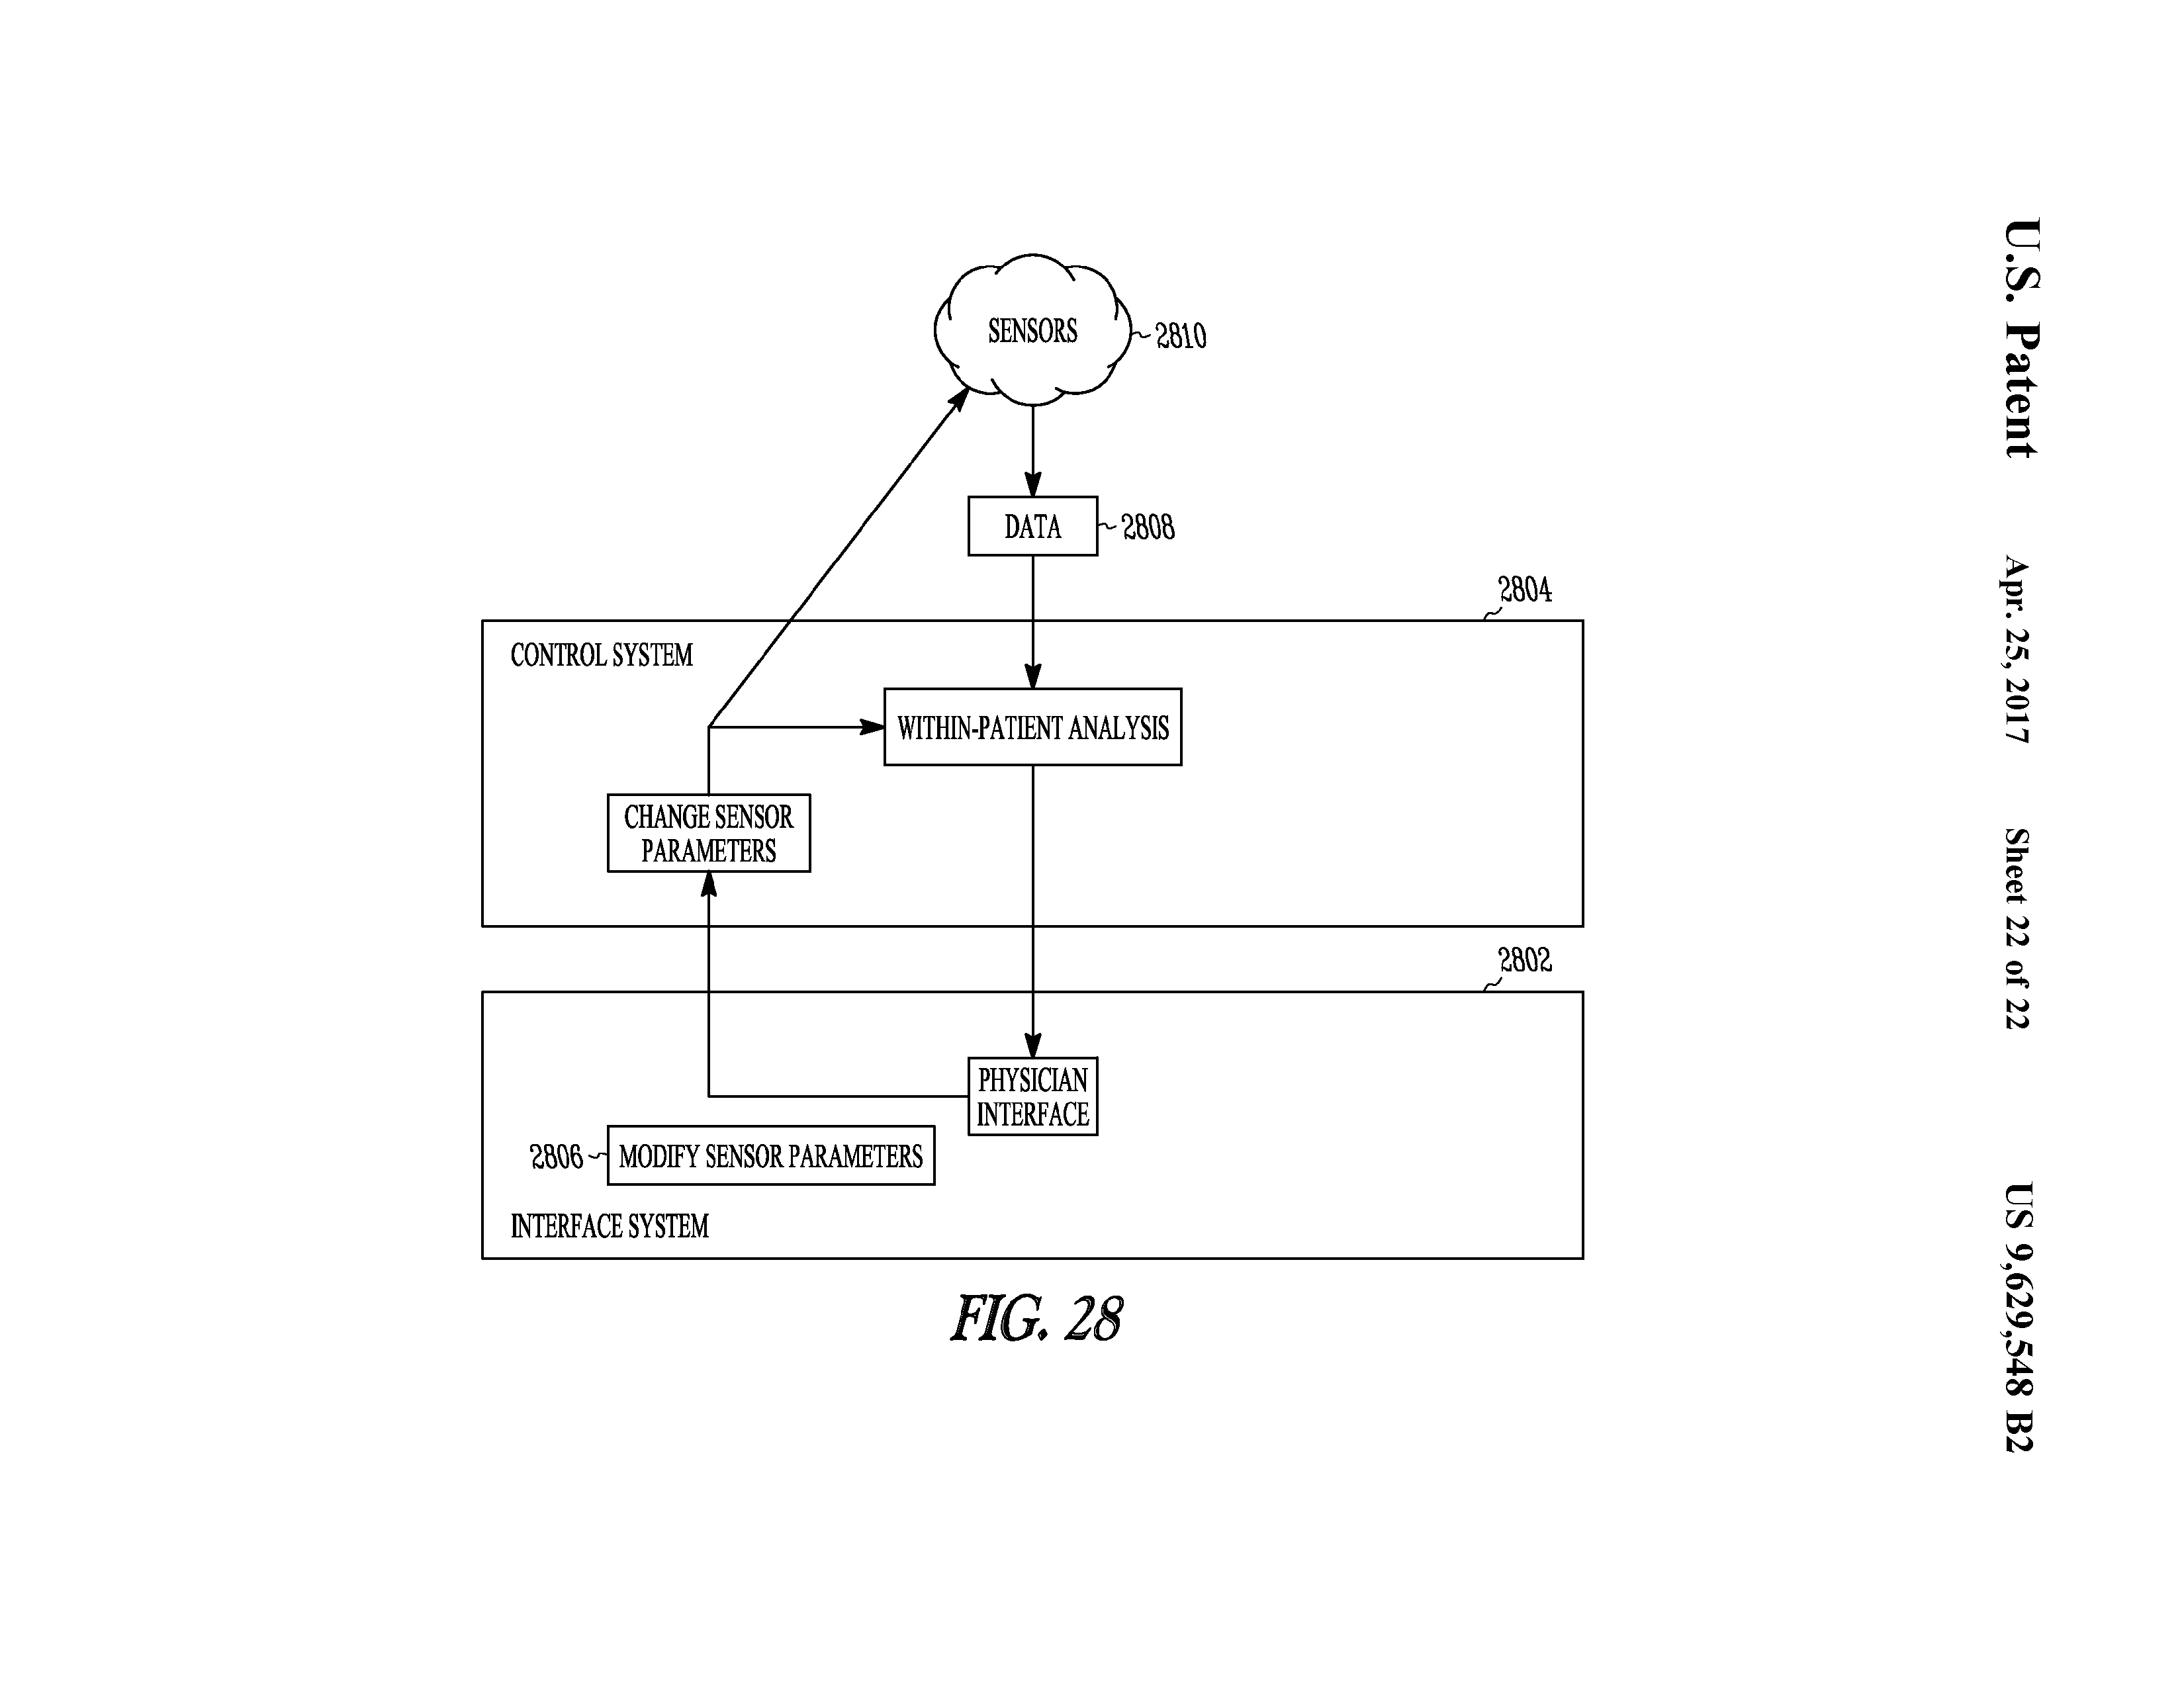 U.S. Patent Apr. 25, 2017 Sheet 22 of 22 US 9,629,548 B2
SENSORS
2810
DATA
2808
2804
CONTROL SYSTEM
WITHIN-PATIENT ANALYSIS
CHANGE SENSOR
PARAMETERS
2802
PHYSICIAN
INTERFACE
2806
MODIFY SENSOR PARAMETERS
INTERFACE SYSTEM
FIG. 28